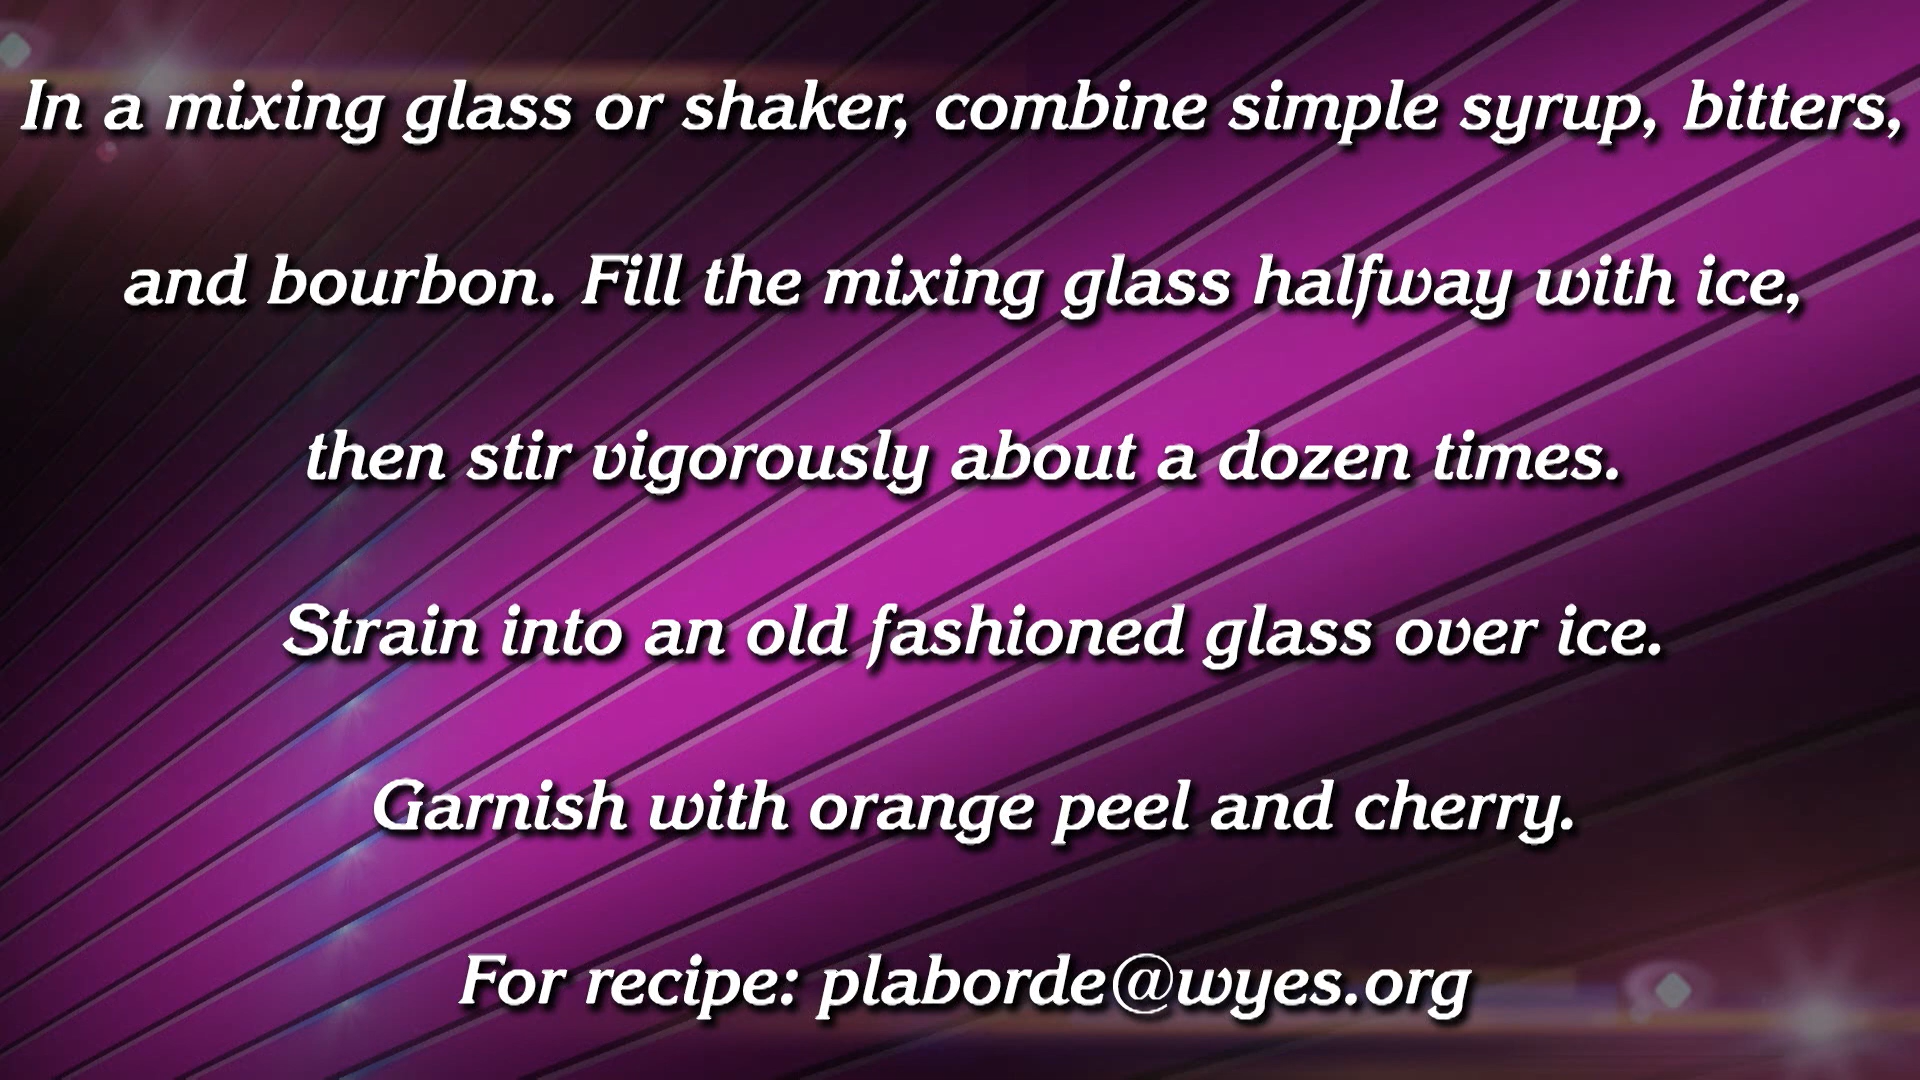 In a mixing glass or shaker, combine simple syrup, bitters,
and bourbon. Fill the mixing glass halfway with ice,
then stir vigorously about a dozen times.
Strain into an old fashioned glass over ice.
Garnish with orange peel and cherry.
For recipe: plaborde@wyes.org